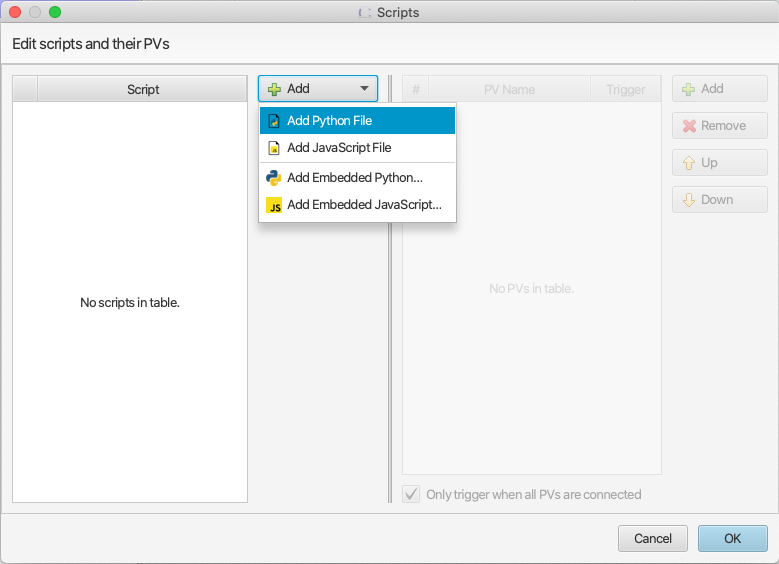 Scripts
Edit scripts and their PVs
Script
Add
Add Python File
Add JavaScript File
Add Embedded Python...
JS
Add Embedded JavaScript...
No scripts in table.
# PV Name Trigger
No PVs in table.
Only trigger when all PVs are connected
Add
Remove
Up
Down
Cancel OK